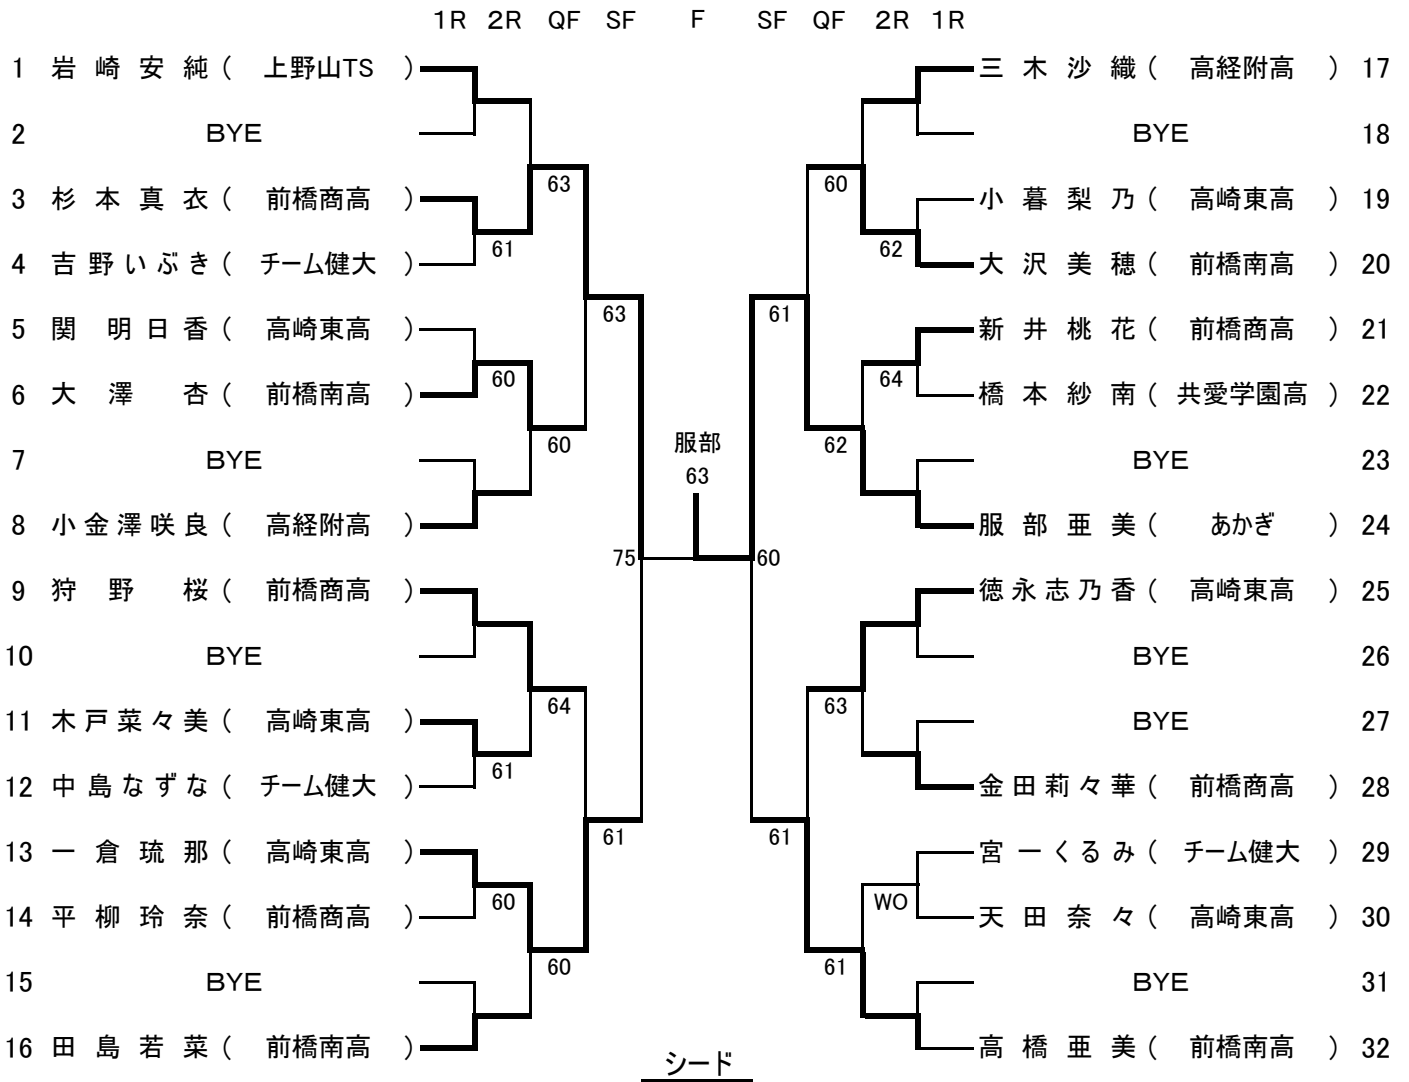 1R 2R QF SF F SF QF 2R 1R
1 岩崎安純( 上野山TS ) 三木沙織( 高経附高 ) 17
2 BYE BYE 18
63 60
3 杉本真衣( 前橋商高 ) 小暮梨乃( 高崎東高 ) 19
61 62
4 吉野いぶき( チーム健大 ) 大沢美穂( 前橋南高 ) 20
63 61
5 関明日香( 高崎東高 ) 新井桃花( 前橋商高 ) 21
60 64
6 大澤杏( 前橋南高 ) 橋本紗南( 共愛学園高 ) 22
60 服部 62
7 BYE BYE 23
63
8 小金澤咲良( 高経附高 ) 服部亜美( あかぎ ) 24
75 60
9 狩野桜( 前橋商高 ) 徳永志乃香( 高崎東高 ) 25
10 BYE BYE 26
64 63
11 木戸菜々美( 高崎東高 ) BYE 27
61
12 中島なずな( チーム健大 ) 金田莉々華( 前橋商高 ) 28
61 61
13 一倉琉那( 高崎東高 ) 宮一くるみ( チーム健大 ) 29
60 WO
14 平柳玲奈( 前橋商高 ) 天田奈々( 高崎東高 ) 30
60 61
15 BYE BYE 31
16 田島若菜( 前橋南高 ) 高橋亜美( 前橋南高 ) 32
シード